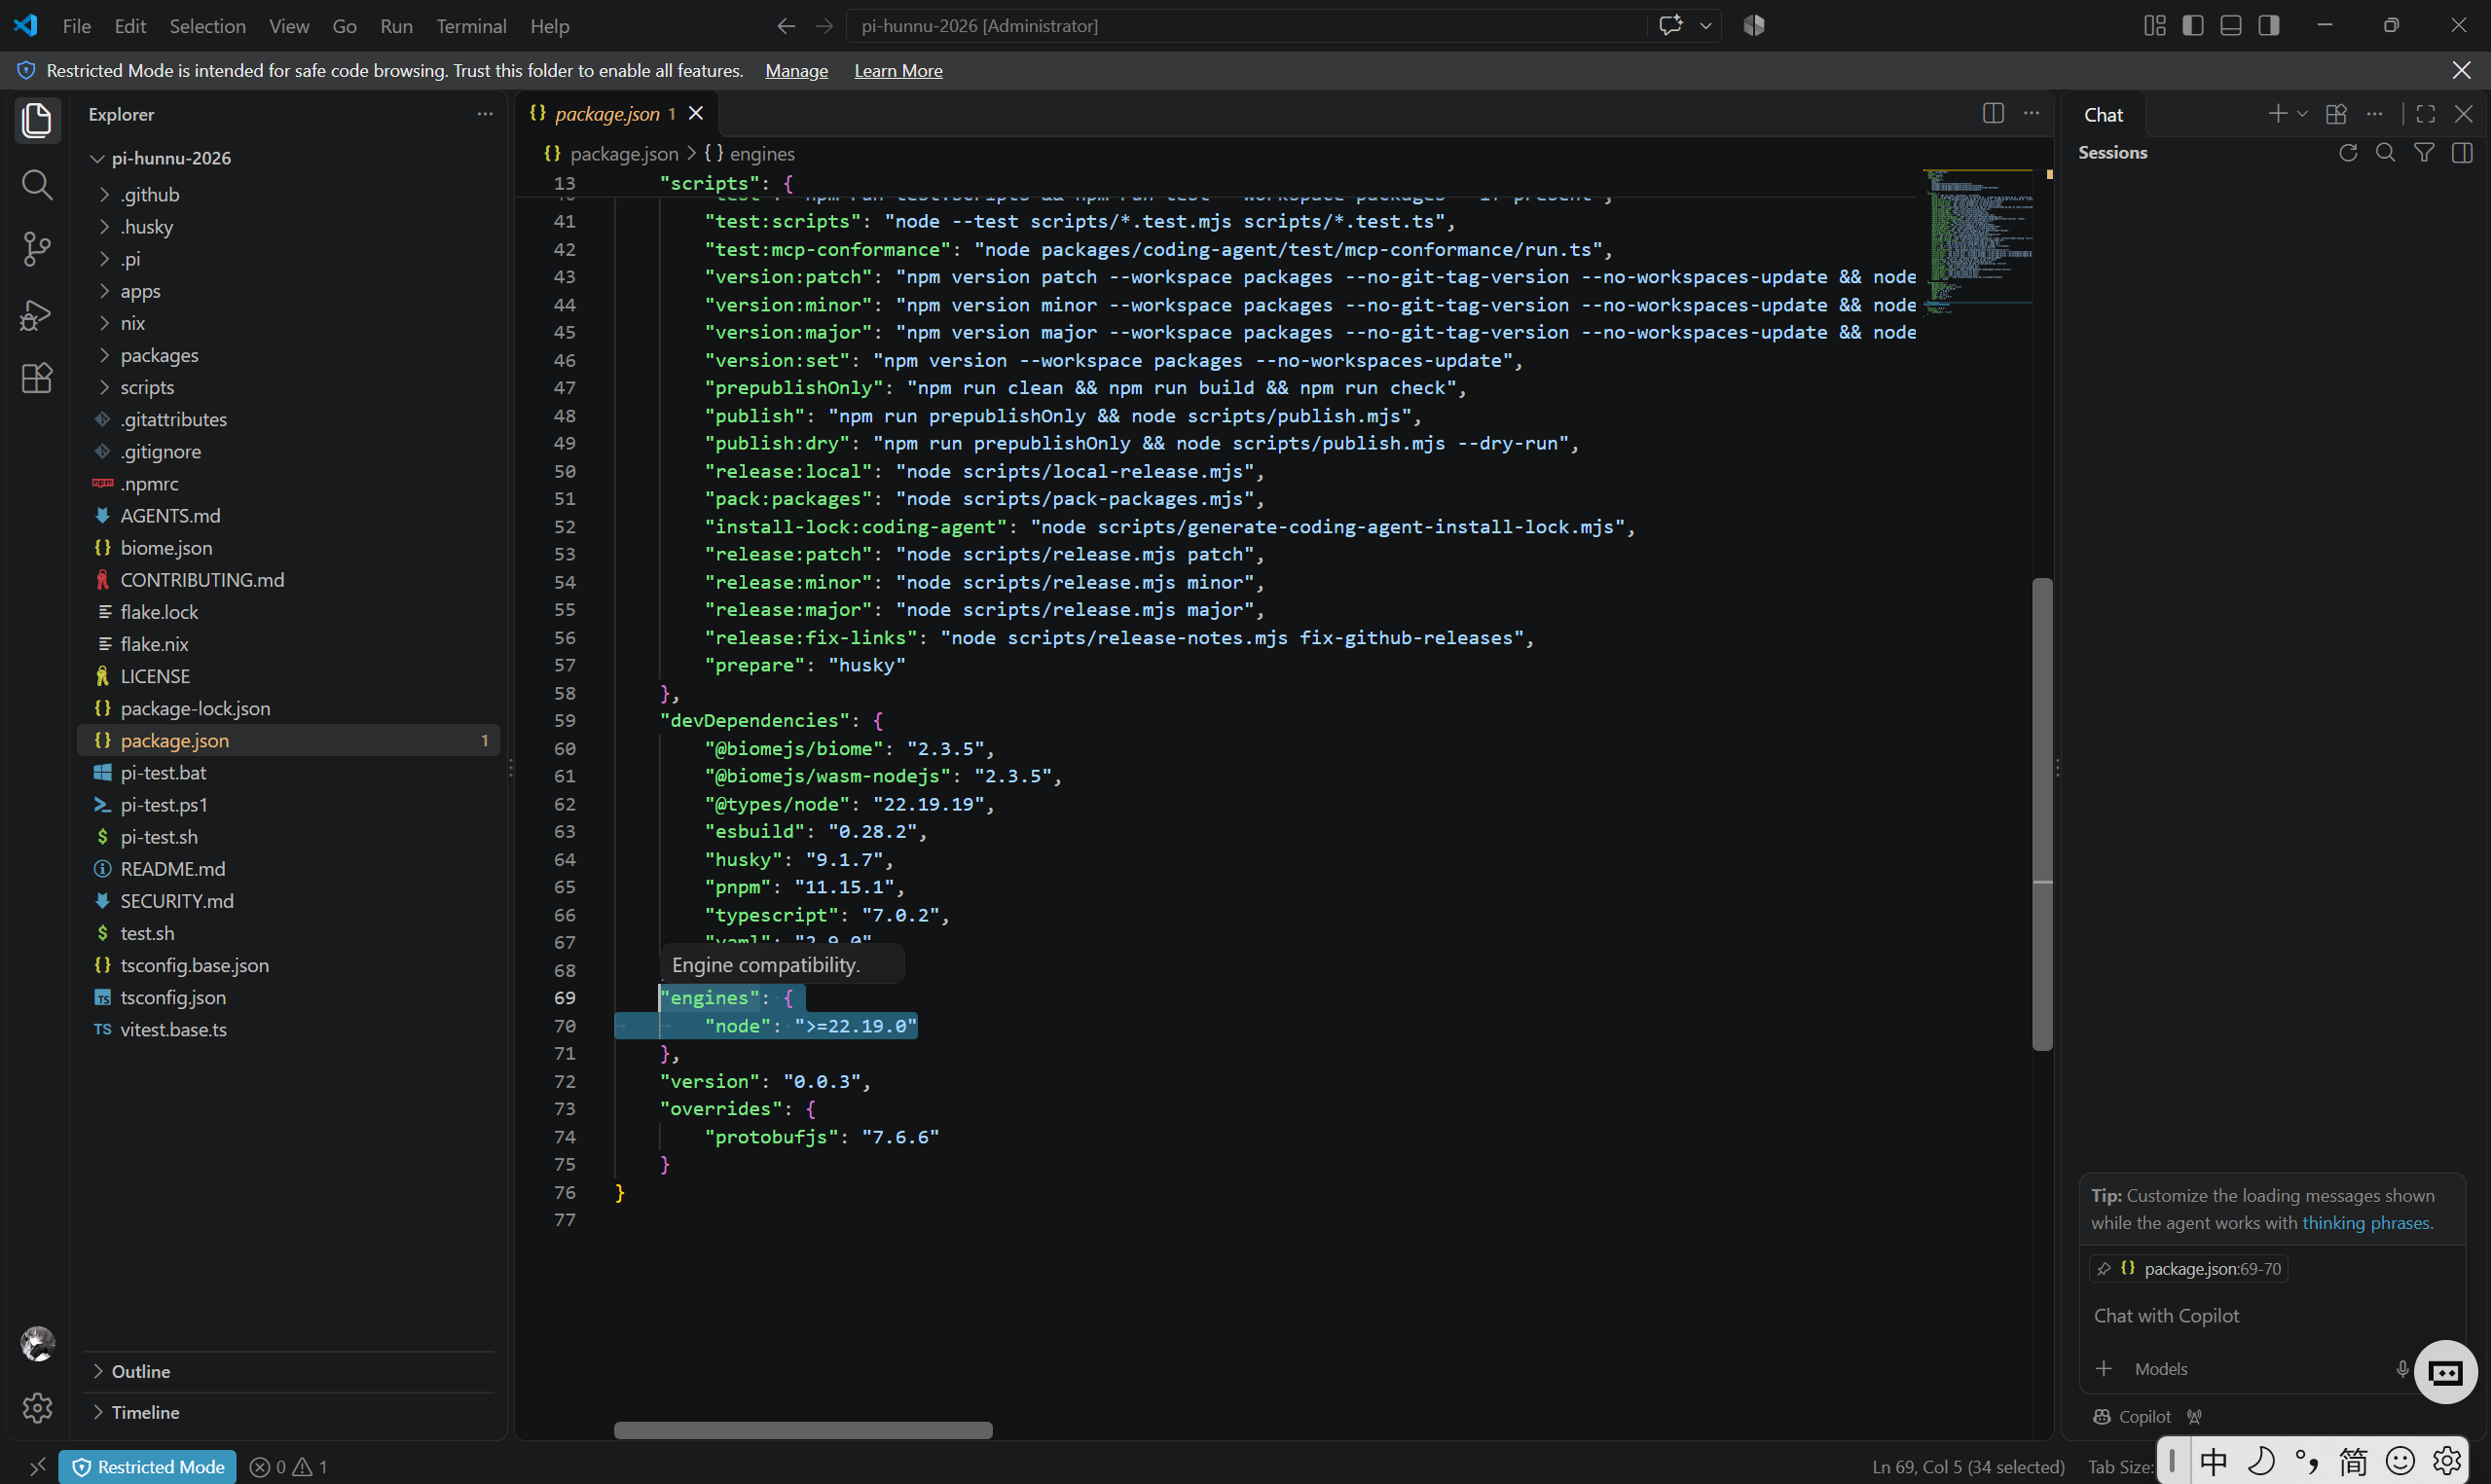 File Edit Selection View Go Run Terminal Help
pi-hunnu-2026 [Administrator]
Restricted Mode is intended for safe code browsing. Trust this folder to enable all features. Manage Learn More
Explorer
pi-hunnu-2026
.github
.husky
.pi
apps
nix
packages
scripts
.gitattributes
.gitignore
.npmrc
AGENTS.md
biome.json
CONTRIBUTING.md
flake.lock
flake.nix
LICENSE
package-lock.json
package.json 1
pi-test.bat
pi-test.ps1
pi-test.sh
README.md
SECURITY.md
test.sh
tsconfig.base.json
tsconfig.json
vitest.base.ts
Outline
Timeline
package.json 1
package.json > {} engines
13 "scripts": {
41 "test:scripts": "node --test scripts/*.test.mjs scripts/*.test.ts",
42 "test:mcp-conformance": "node packages/coding-agent/test/mcp-conformance/run.ts",
43 "version:patch": "npm version patch --workspace packages --no-git-tag-version --no-workspaces-update && node
44 "version:minor": "npm version minor --workspace packages --no-git-tag-version --no-workspaces-update && node
45 "version:major": "npm version major --workspace packages --no-git-tag-version --no-workspaces-update && node
46 "version:set": "npm version --workspace packages --no-workspaces-update",
47 "prepublishOnly": "npm run clean && npm run build && npm run check",
48 "publish": "npm run prepublishOnly && node scripts/publish.mjs",
49 "publish:dry": "npm run prepublishOnly && node scripts/publish.mjs --dry-run",
50 "release:local": "node scripts/local-release.mjs",
51 "pack:packages": "node scripts/pack-packages.mjs",
52 "install-lock:coding-agent": "node scripts/generate-coding-agent-install-lock.mjs",
53 "release:patch": "node scripts/release.mjs patch",
54 "release:minor": "node scripts/release.mjs minor",
55 "release:major": "node scripts/release.mjs major",
56 "release:fix-links": "node scripts/release-notes.mjs fix-github-releases",
57 "prepare": "husky"
58 },
59 "devDependencies": {
60 "@biomejs/biome": "2.3.5",
61 "@biomejs/wasm-nodejs": "2.3.5",
62 "@types/node": "22.19.19",
63 "esbuild": "0.28.2",
64 "husky": "9.1.7",
65 "pnpm": "11.15.1",
66 "typescript": "7.0.2",
67 "yaml": "2.9.0"
68
Engine compatibility.
69 "engines": {
70 "node": ">=22.19.0"
71 },
72 "version": "0.0.3",
73 "overrides": {
74 "protobufjs": "7.6.6"
75 }
76 }
77
Chat
Sessions
Tip: Customize the loading messages shown
while the agent works with thinking phrases.
{} package.json:69-70
Chat with Copilot
Models
Copilot
Restricted Mode 0 1
Ln 69, Col 5 (34 selected) Tab Size:
中 简